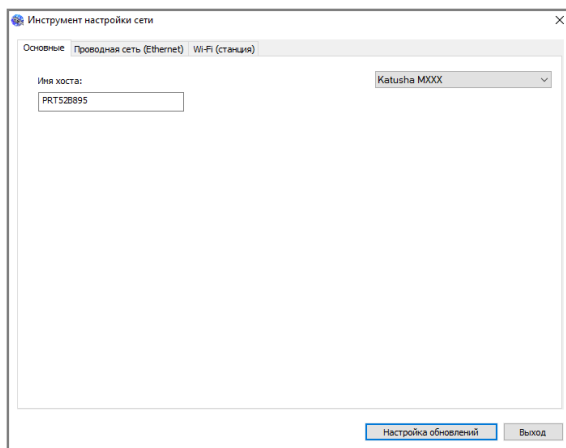 Инструмент настройки сети
Основные Проводная сеть (Ethernet) Wi-Fi (станция)
Имя хоста:
Katusha MXXX
PRT52B895
Настройка обновлений Выход